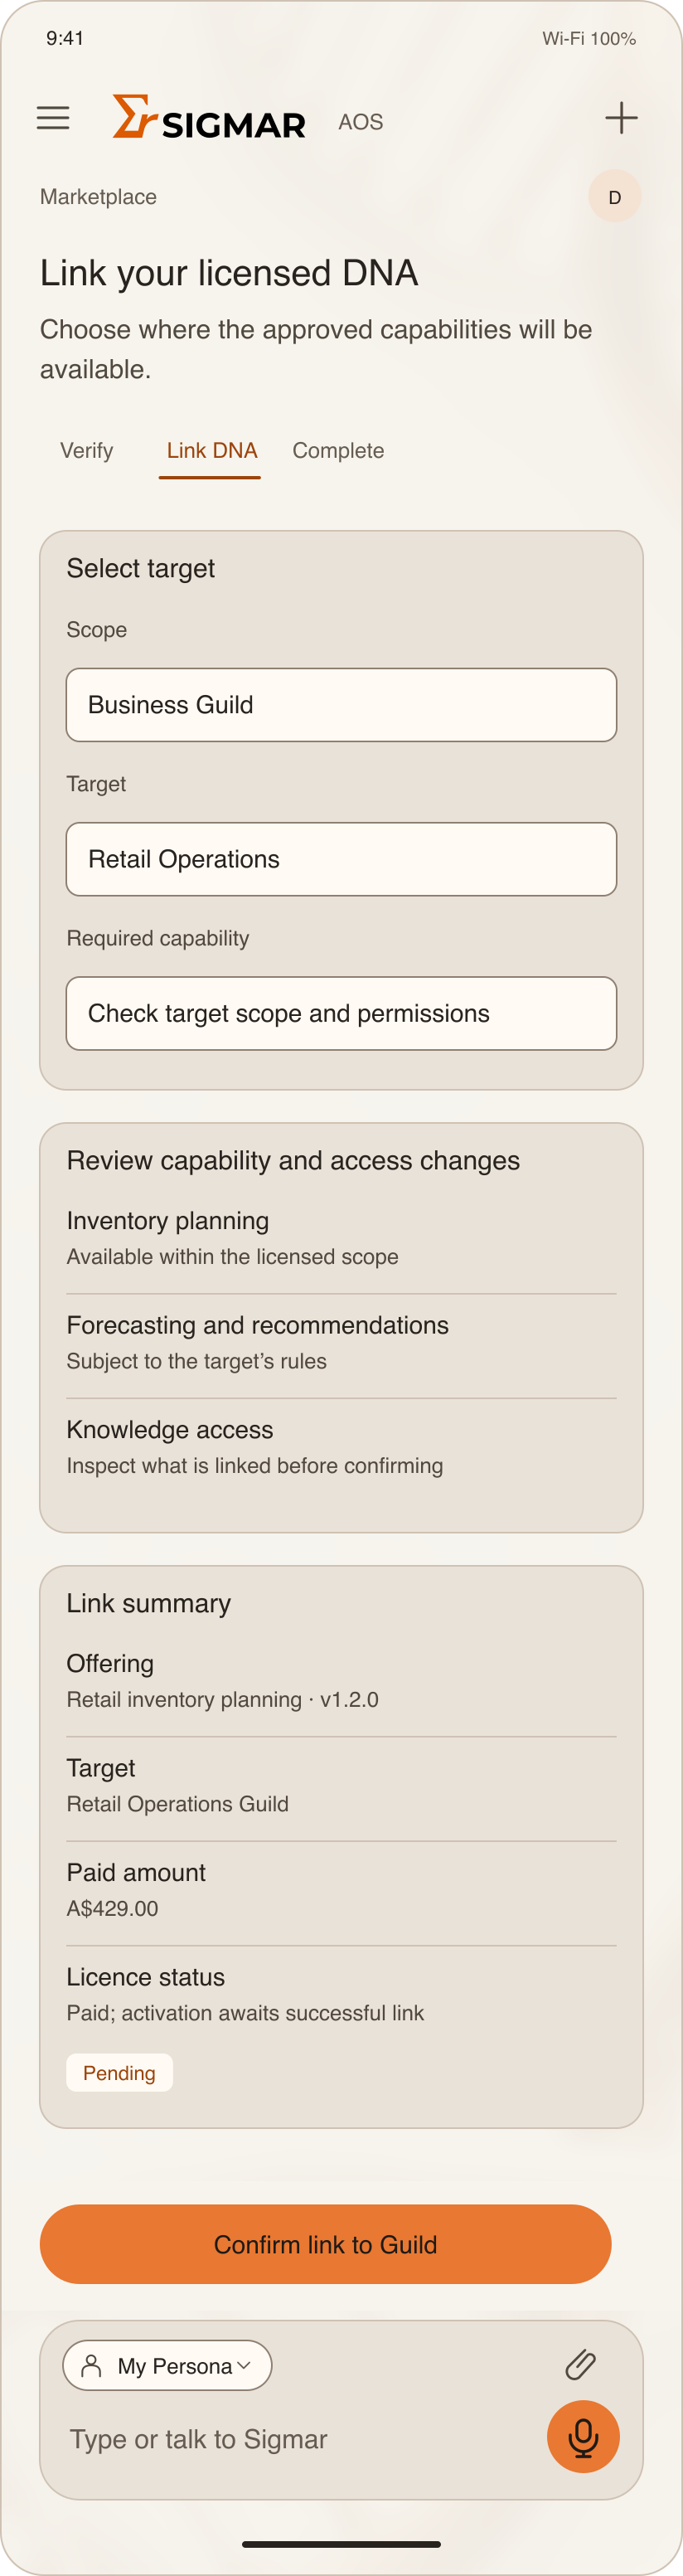 9:41
Wi-Fi 100%
Σr SIGMAR AOS
Marketplace
D
Link your licensed DNA
Choose where the approved capabilities will be
available.
Verify Link DNA Complete
Select target
Scope
Business Guild
Target
Retail Operations
Required capability
Check target scope and permissions
Review capability and access changes
Inventory planning
Available within the licensed scope
Forecasting and recommendations
Subject to the target’s rules
Knowledge access
Inspect what is linked before confirming
Link summary
Offering
Retail inventory planning · v1.2.0
Target
Retail Operations Guild
Paid amount
A$429.00
Licence status
Paid; activation awaits successful link
Pending
Confirm link to Guild
My Persona
Type or talk to Sigmar